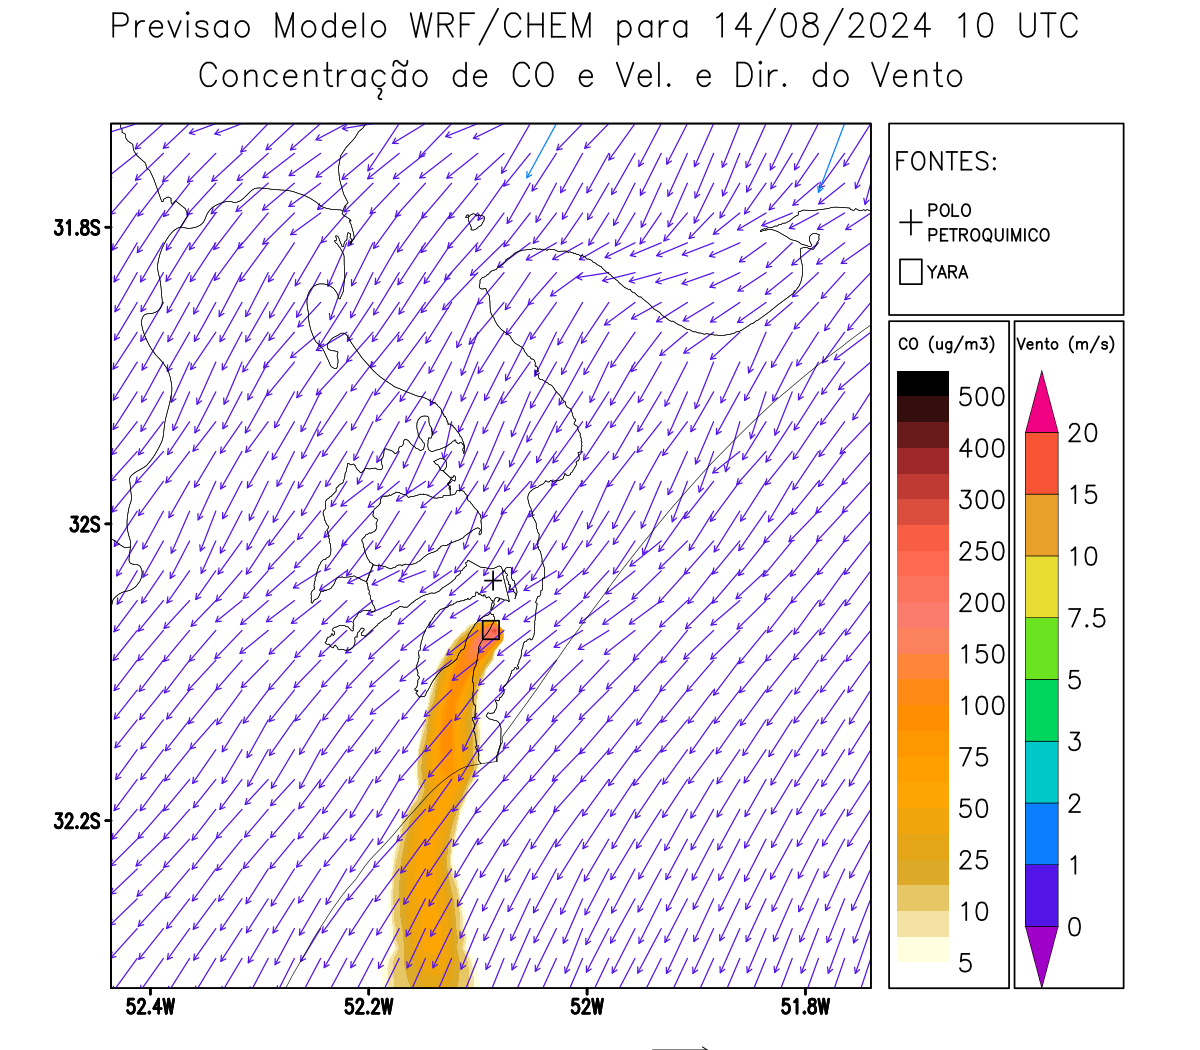 Previsao Modelo WRF/CHEM para 14/08/2024 10 UTC
Concentração de CO e Vel. e Dir. do Vento
FONTES:
POLO
PETROQUIMICO
YARA
31.8S
32S
32.2S
52.4W
52.2W
52W
51.8W
CO (ug/m3)
500
400
300
250
200
150
100
75
50
25
10
5
Vento (m/s)
20
15
10
7.5
5
3
2
1
0